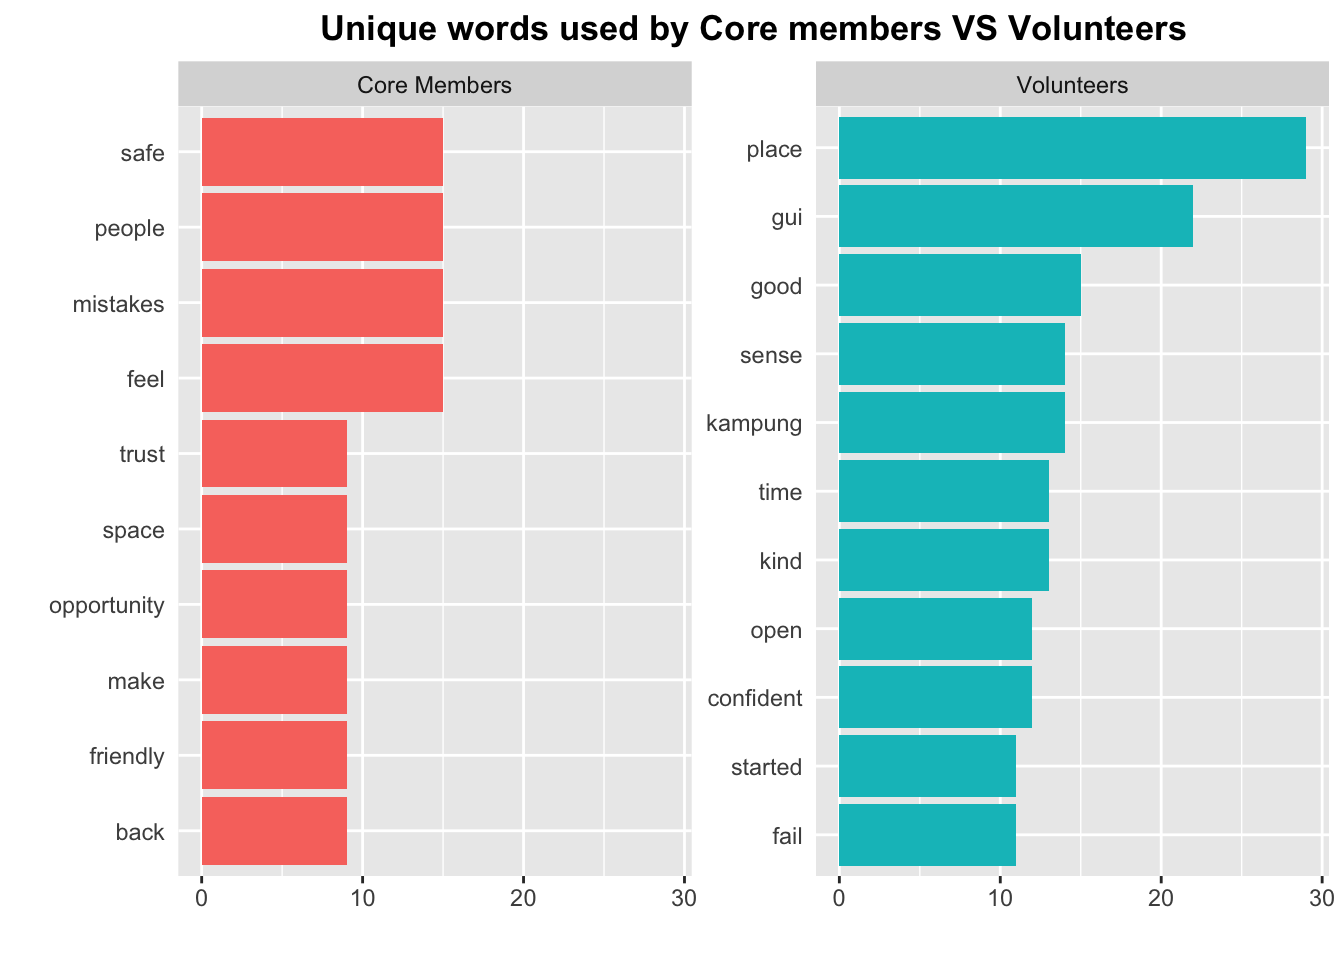 Unique words used by Core members VS Volunteers
Core Members
safe
people
mistakes
feel
trust
space
opportunity
make
friendly
back
0 10 20 30
Volunteers
place
gui
good
sense
kampung
time
kind
open
confident
started
fail
0 10 20 30